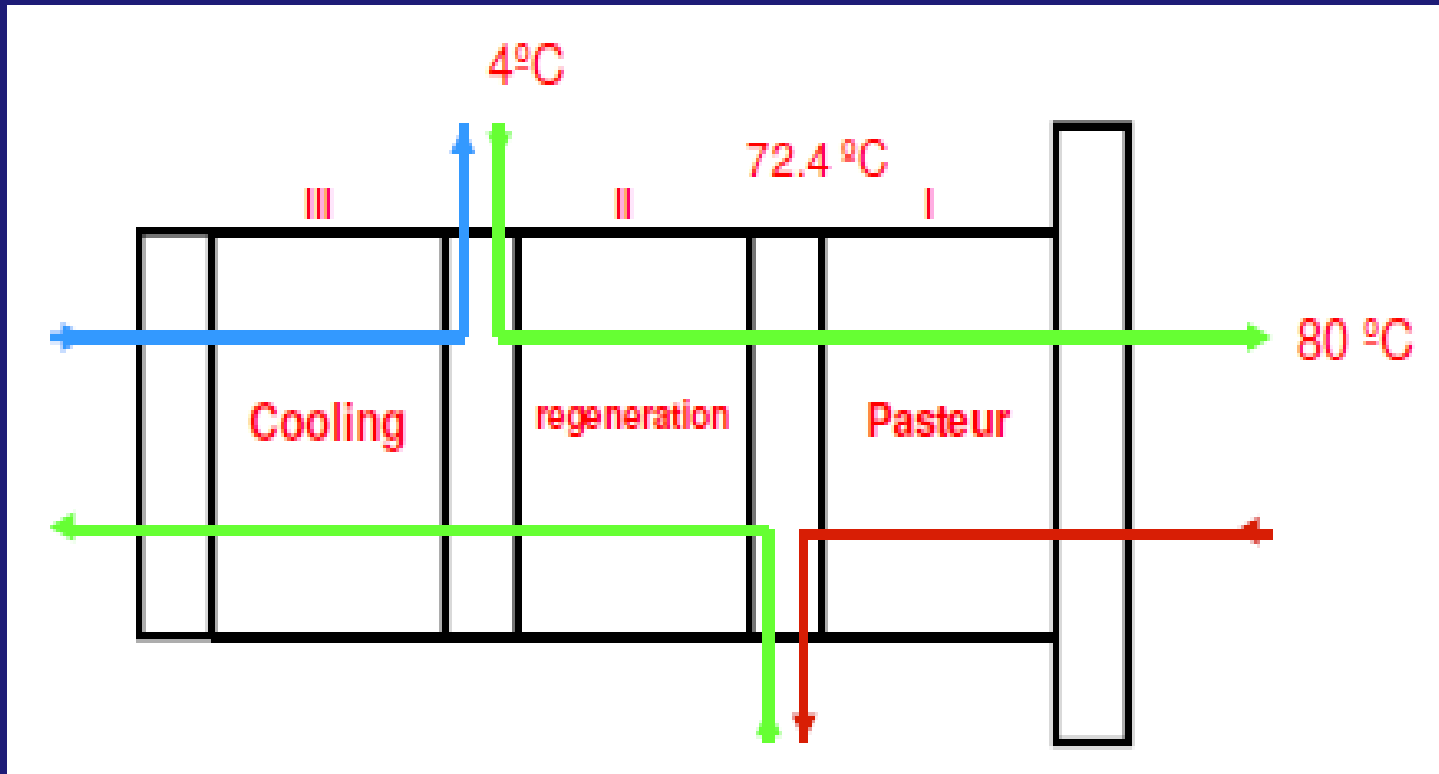 4ºC
72.4 ºC
III
II
I
80 ºC
Cooling
regeneration
Pasteur